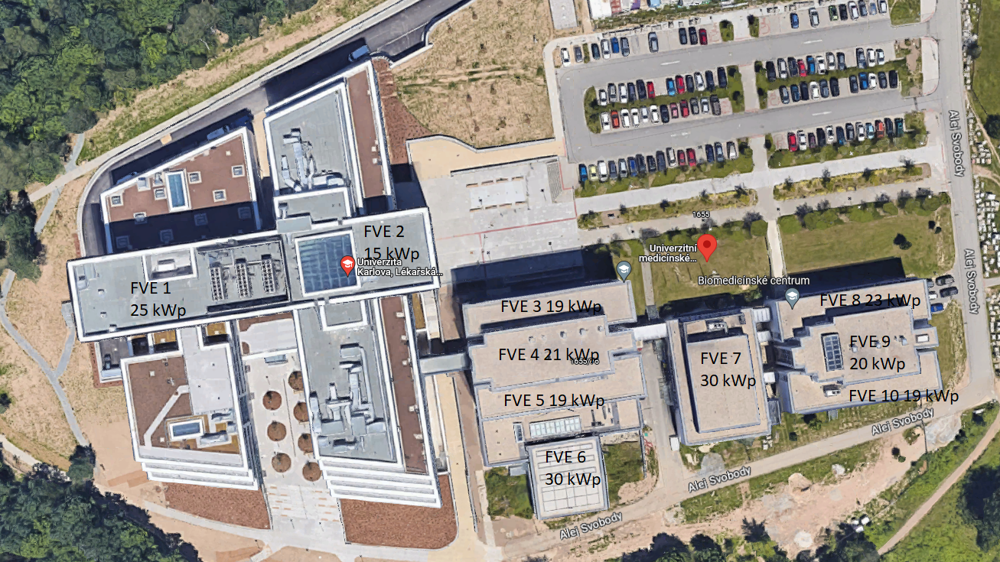 Alej Svobody
FVE 2
15 kWp
Univerzita
Karlova, Lékařská...
1655
Univerzitní
medicínské...
Biomedicínské centrum
Alej Svobody
FVE 1
25 kWp
FVE 3 19 kWp
FVE 8 23 kWp
FVE 4 21 kWp
FVE 7
30 kWp
FVE 9
20 kWp
FVE 5 19 kWp
FVE 10 19 kWp
Alej Svobody
FVE 6
30 kWp
Alej Svobody
Alej Svobody